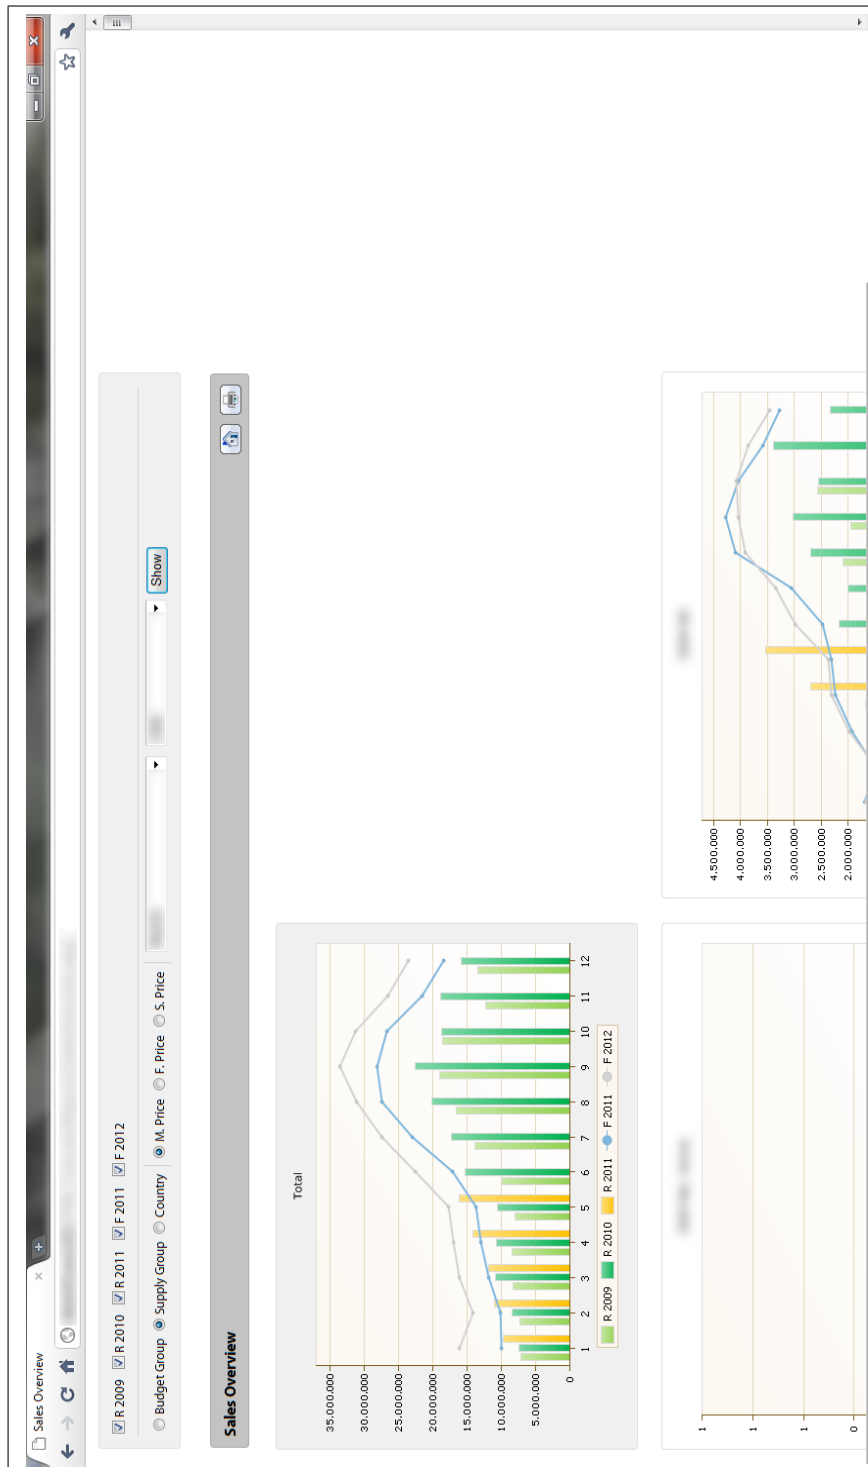 Sales Overview
R 2009 R 2010 R 2011 F 2011 F 2012
Budget Group Supply Group Country M. Price F. Price S. Price
Show
Sales Overview
Total
35.000.000
30.000.000
25.000.000
20.000.000
15.000.000
10.000.000
5.000.000
0
1 2 3 4 5 6 7 8 9 10 11 12
R 2009 R 2010 R 2011 F 2011 F 2012
1
1
1
0
4.500.000
4.000.000
3.500.000
3.000.000
2.500.000
2.000.000